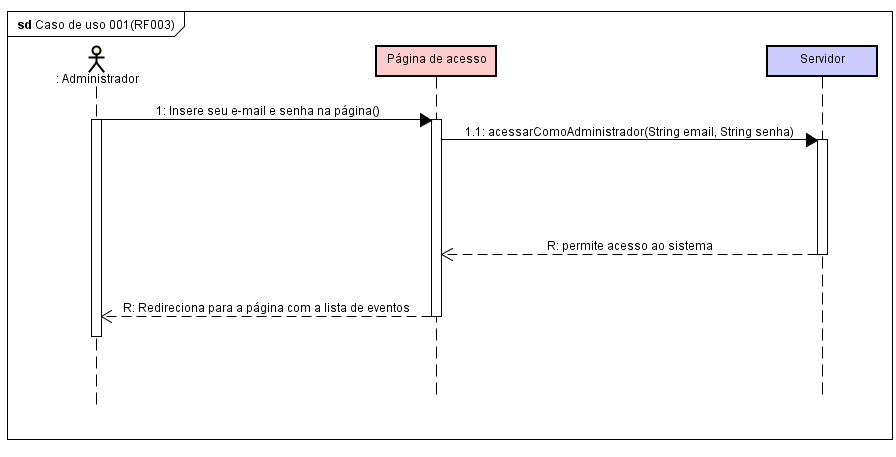 sd Caso de uso 001(RF003)
: Administrador
Página de acesso
Servidor
1: Insere seu e-mail e senha na página()
1.1: acessarComoAdministrador(String email, String senha)
R: permite acesso ao sistema
R: Redireciona para a página com a lista de eventos